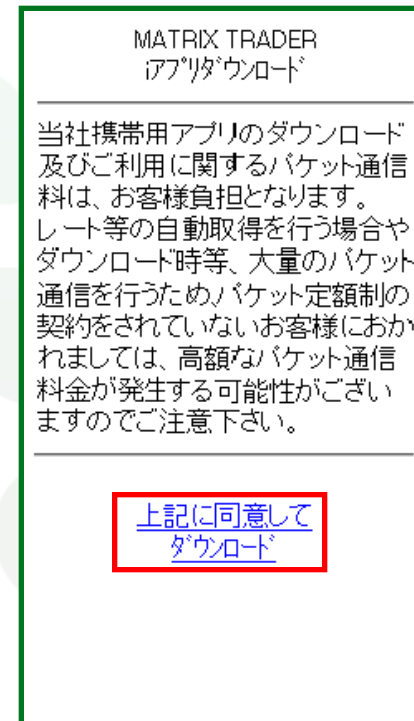 MATRIX TRADER
iｱﾌﾟﾘﾀﾞｳﾝﾛｰﾄﾞ
当社携帯用アプリのダウンロード
及びご利用に関するパケット通信
料は、お客様負担となります。
レート等の自動取得を行う場合や
ダウンロード時等、大量のパケット
通信を行うため、パケット定額制の
契約をされていないお客様におか
れましては、高額なパケット通信
料金が発生する可能性がござい
ますのでご注意下さい。
上記に同意して
ﾀﾞｳﾝﾛｰﾄﾞ